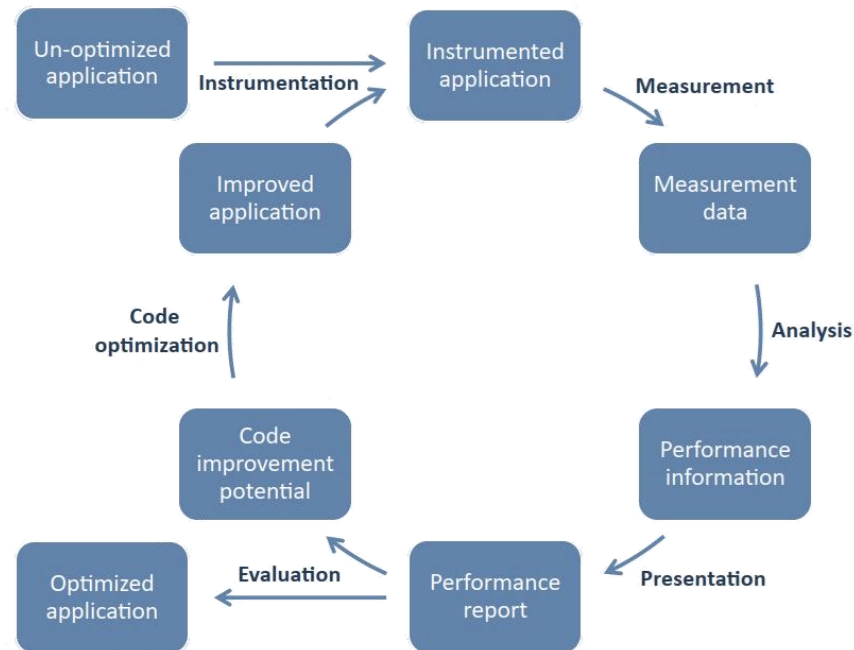 Un-optimized
application
Instrumentation
Instrumented
application
Measurement
Measurement
data
Analysis
Performance
information
Presentation
Performance
report
Evaluation
Optimized
application
Code
improvement
potential
Code
optimization
Improved
application